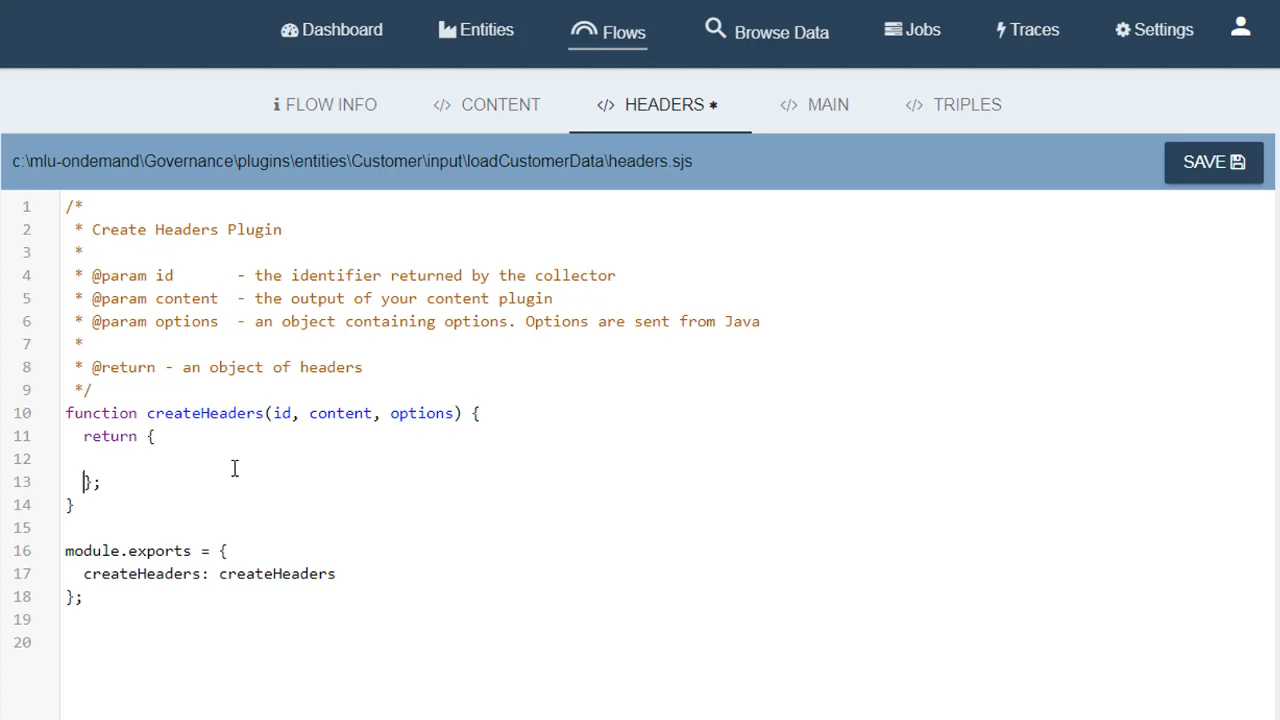 Dashboard Entities Flows Browse Data Jobs Traces Settings
FLOW INFO </> CONTENT </> HEADERS * </> MAIN </> TRIPLES
c:\mlu-ondemand\Governance\plugins\entities\Customer\input\loadCustomerData\headers.sjs SAVE
1 /*
2 * Create Headers Plugin
3 *
4 * @param id - the identifier returned by the collector
5 * @param content - the output of your content plugin
6 * @param options - an object containing options. Options are sent from Java
7 *
8 * @return - an object of headers
9 */
10 function createHeaders(id, content, options) {
11 return {
12
13 };
14 }
15
16 module.exports = {
17 createHeaders: createHeaders
18 };
19
20